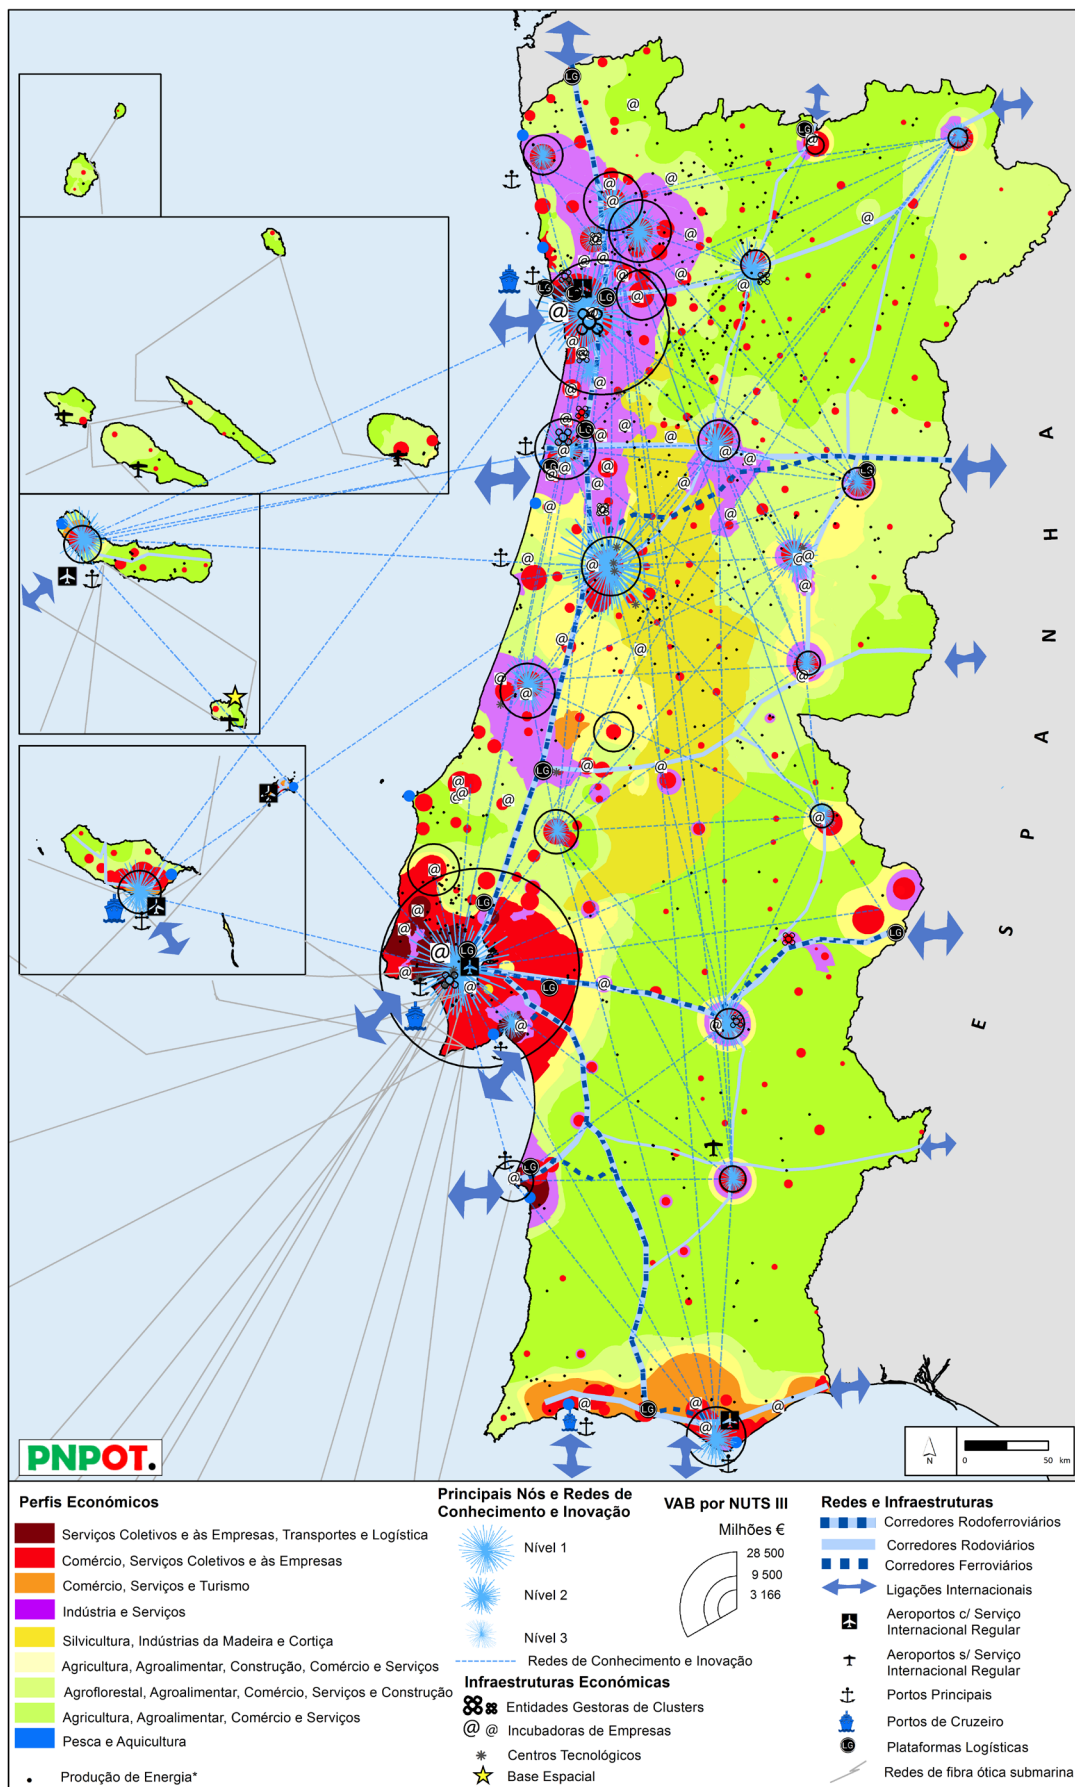 E S P A N H A
PNPOT.
N
0 50 km
Perfis Económicos
Serviços Coletivos e às Empresas, Transportes e Logística
Comércio, Serviços Coletivos e às Empresas
Comércio, Serviços e Turismo
Indústria e Serviços
Silvicultura, Indústrias da Madeira e Cortiça
Agricultura, Agroalimentar, Construção, Comércio e Serviços
Agroflorestal, Agroalimentar, Comércio, Serviços e Construção
Agricultura, Agroalimentar, Comércio e Serviços
Pesca e Aquicultura
Produção de Energia*
Principais Nós e Redes de
Conhecimento e Inovação
Nível 1
Nível 2
Nível 3
Redes de Conhecimento e Inovação
Infraestruturas Económicas
Entidades Gestoras de Clusters
@ @ Incubadoras de Empresas
Centros Tecnológicos
Base Espacial
VAB por NUTS III
Milhões €
28 500
9 500
3 166
Redes e Infraestruturas
Corredores Rodoferroviários
Corredores Rodoviários
Corredores Ferroviários
Ligações Internacionais
Aeroportos c/ Serviço
Internacional Regular
Aeroportos s/ Serviço
Internacional Regular
Portos Principais
Portos de Cruzeiro
LG Plataformas Logísticas
Redes de fibra ótica submarina